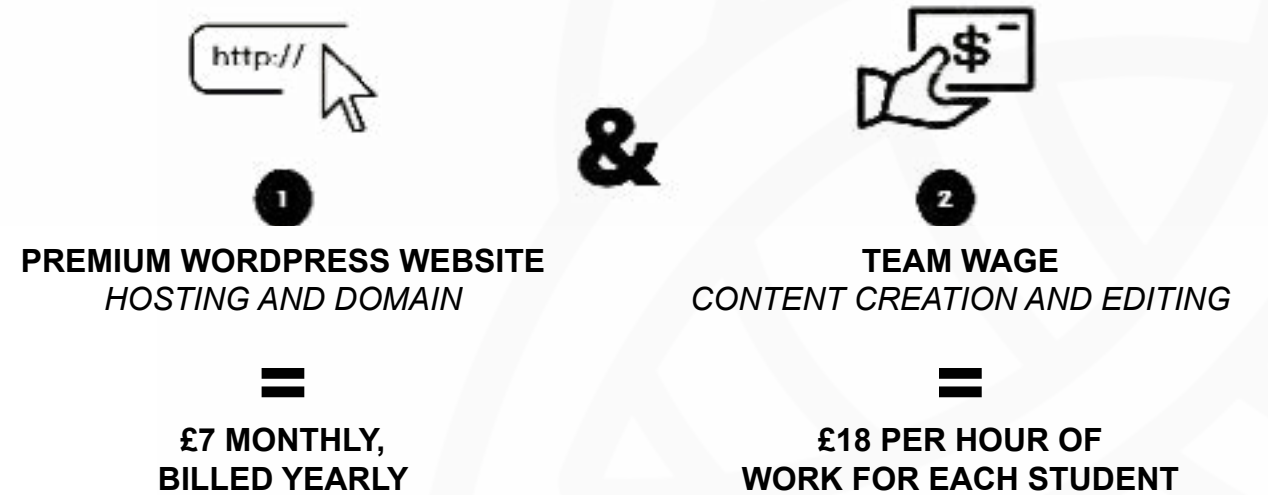 http://
$
&
1
PREMIUM WORDPRESS WEBSITE
HOSTING AND DOMAIN
=
£7 MONTHLY,
BILLED YEARLY
2
TEAM WAGE
CONTENT CREATION AND EDITING
=
£18 PER HOUR OF
WORK FOR EACH STUDENT